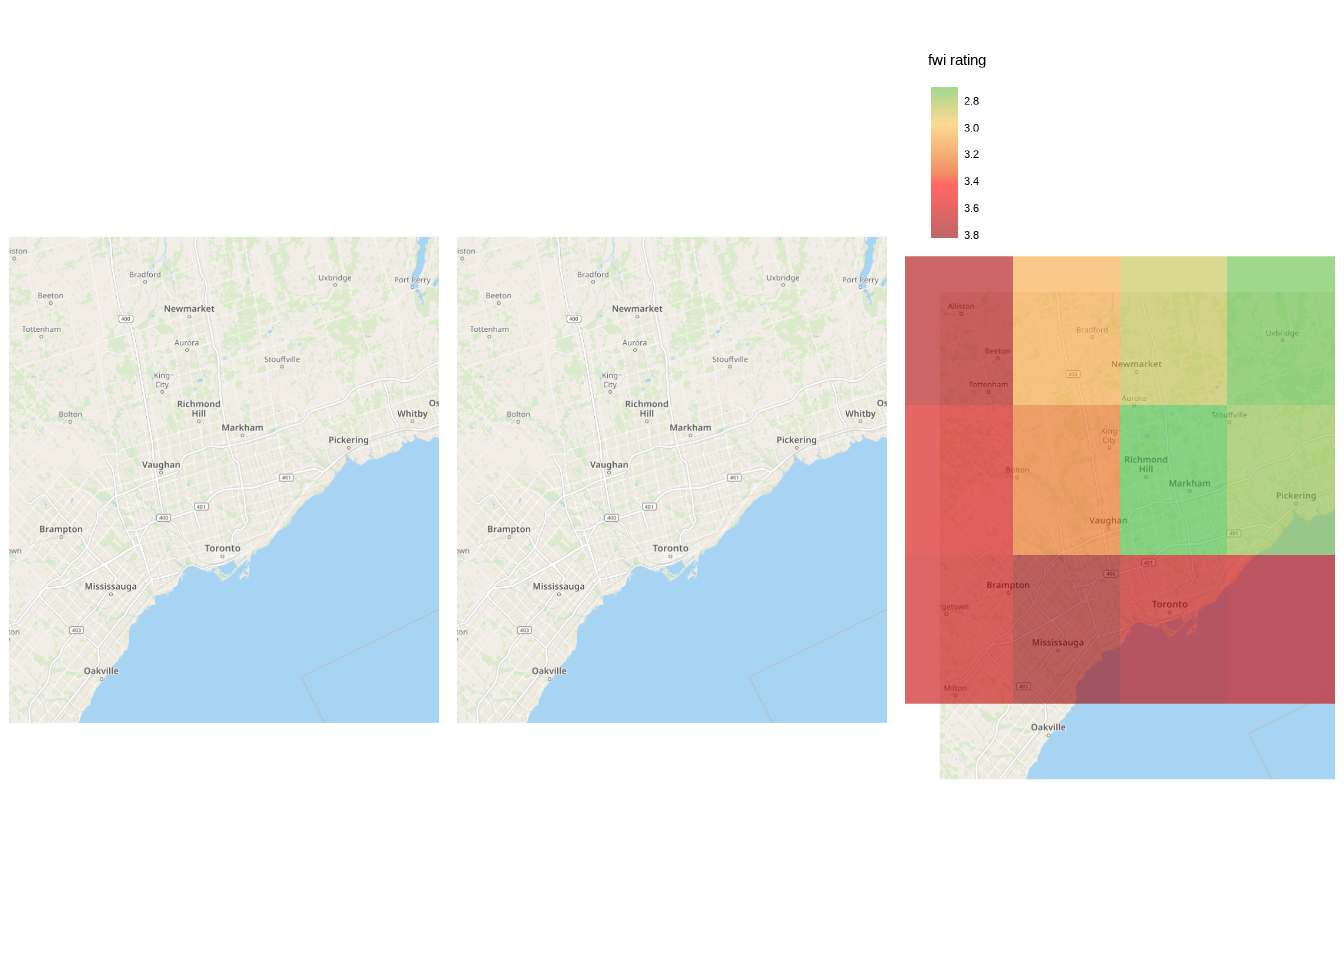 fwi rating
2.8
3.0
3.2
3.4
3.6
3.8
iston
Bradford
Uxbridge
Port Perry
Beeton
Newmarket
400
Tottenham
Aurora
Stouffville
King
City
Richmond
Hill
Bolton
Os
Whitby
Markham
Pickering
Vaughan
401
401
400
Brampton
own
Toronto
Mississauga
403
ton
Oakville
iston
Bradford
Uxbridge
Port Perry
Beeton
Newmarket
400
Tottenham
Aurora
Stouffville
King
City
Richmond
Hill
Bolton
Os
Whitby
Markham
Pickering
Vaughan
401
401
400
Brampton
own
Toronto
Mississauga
403
ton
Oakville
Alliston
Bradford
Uxbridge
Beeton
Newmarket
400
Tottenham
Aurora
Stouffville
King
City
Richmond
Hill
Bolton
Markham
Pickering
Vaughan
401
401
400
Brampton
rgetown
Toronto
Mississauga
Milton
403
Oakville